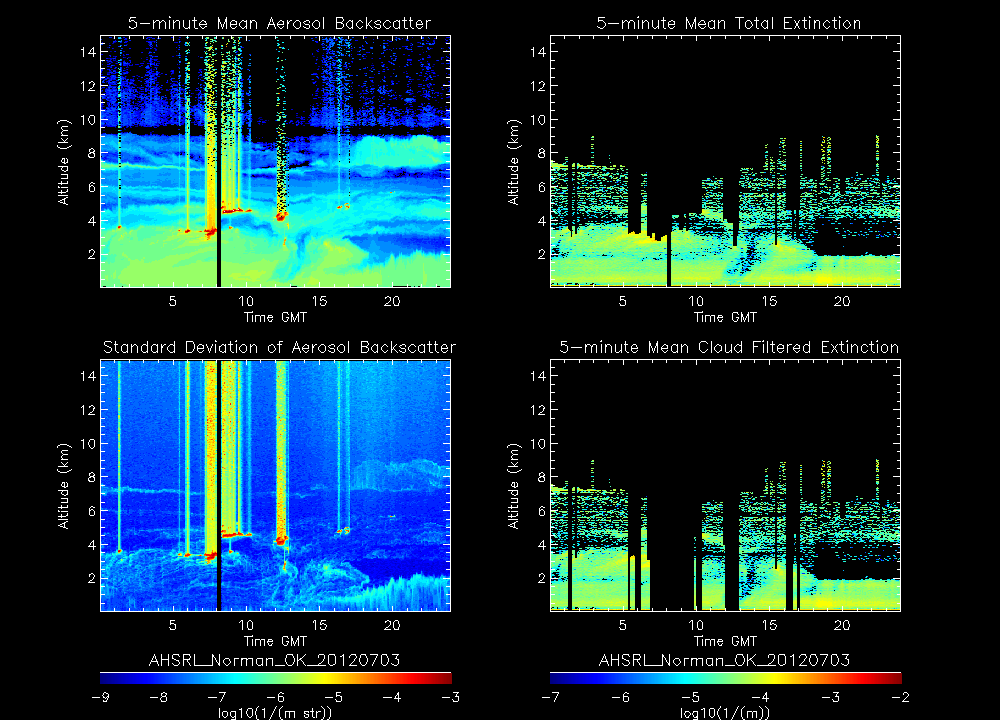 5-minute Mean Aerosol Backscatter
14
12
10
8
6
4
2
Altitude (km)
5 10 15 20
Time GMT
5-minute Mean Total Extinction
14
12
10
8
6
4
2
Altitude (km)
5 10 15 20
Time GMT
Standard Deviation of Aerosol Backscatter
14
12
10
8
6
4
2
Altitude (km)
5 10 15 20
Time GMT
5-minute Mean Cloud Filtered Extinction
14
12
10
8
6
4
2
Altitude (km)
5 10 15 20
Time GMT
AHSRL_Norman_OK_20120703
-9 -8 -7 -6 -5 -4 -3
log10(1/(m str))
AHSRL_Norman_OK_20120703
-7 -6 -5 -4 -3 -2
log10(1/(m))